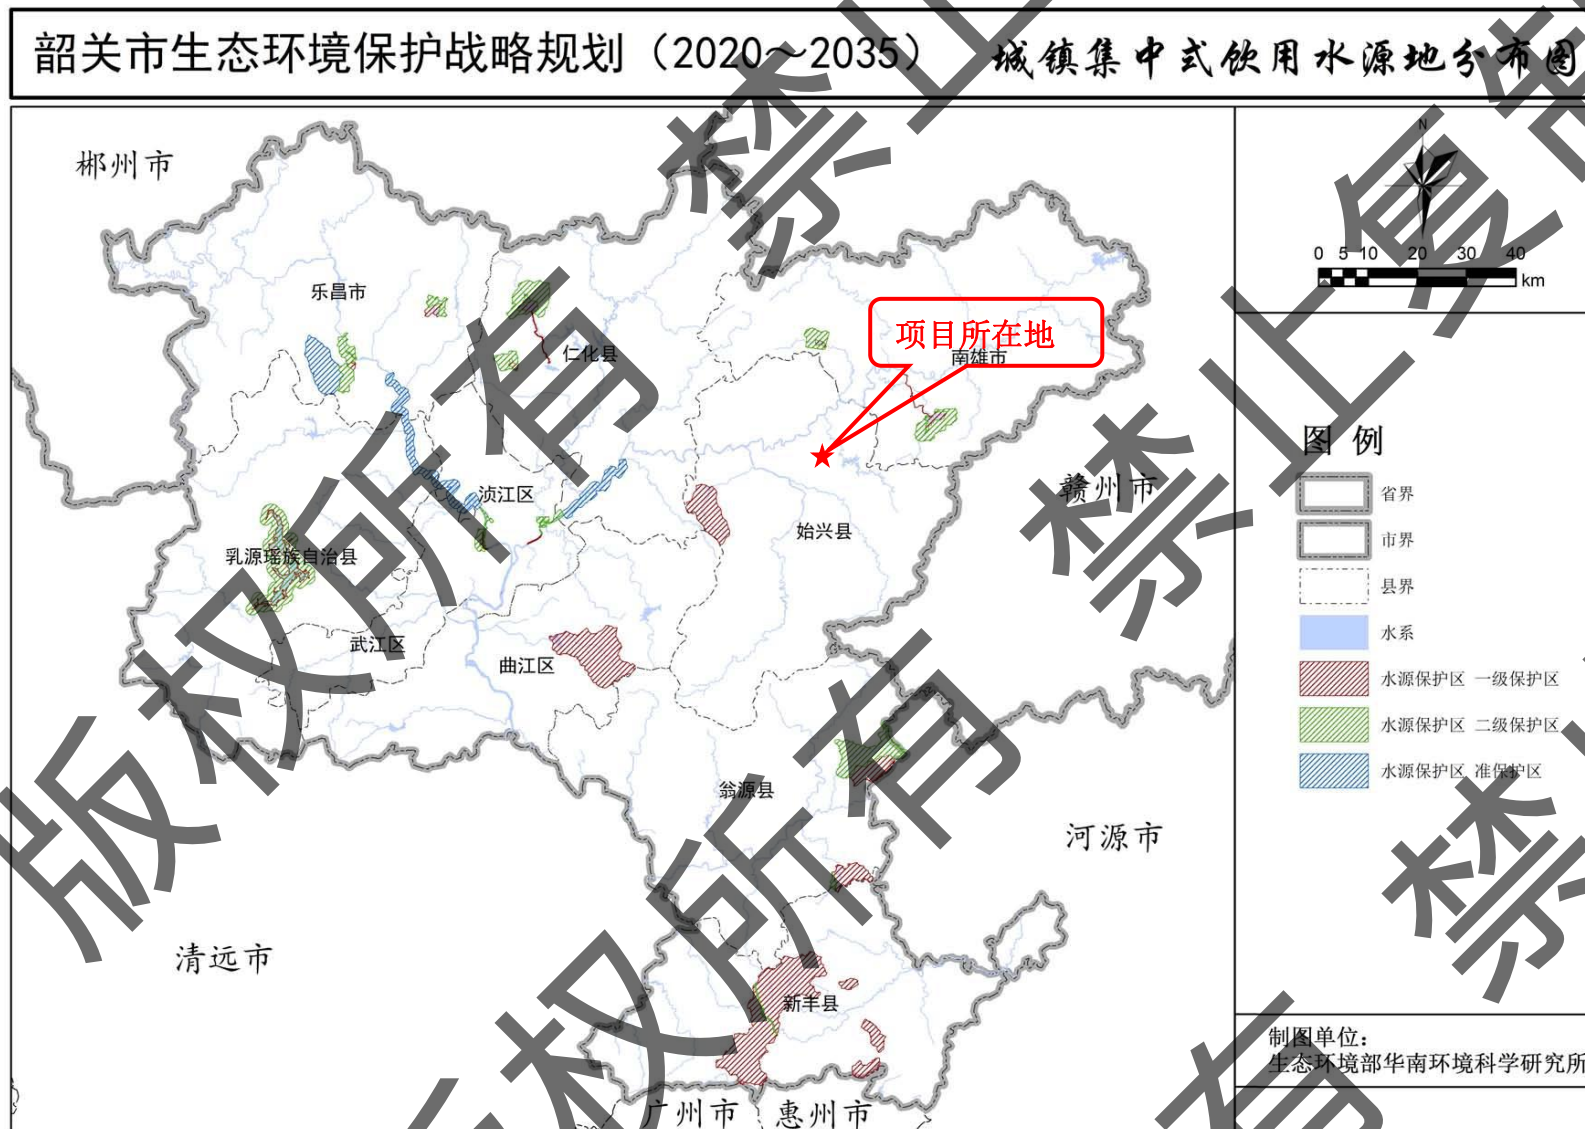 韶关市生态环境保护战略规划（2020～2035） 城镇集中式饮用水源地分布图
郴州市
N
0 5 10 20 30 40
km
乐昌市
项目所在地
仁化县
南雄市
图 例
赣州市
省界
浈江区
始兴县
市界
乳源瑶族自治县
县界
水系
武江区
曲江区
水源保护区 一级保护区
水源保护区 二级保护区
水源保护区 准保护区
翁源县
河源市
清远市
新丰县
制图单位：
生态环境部华南环境科学研究所
广州市
惠州市
版权所有 禁止复制
版权所有 禁止
有 禁